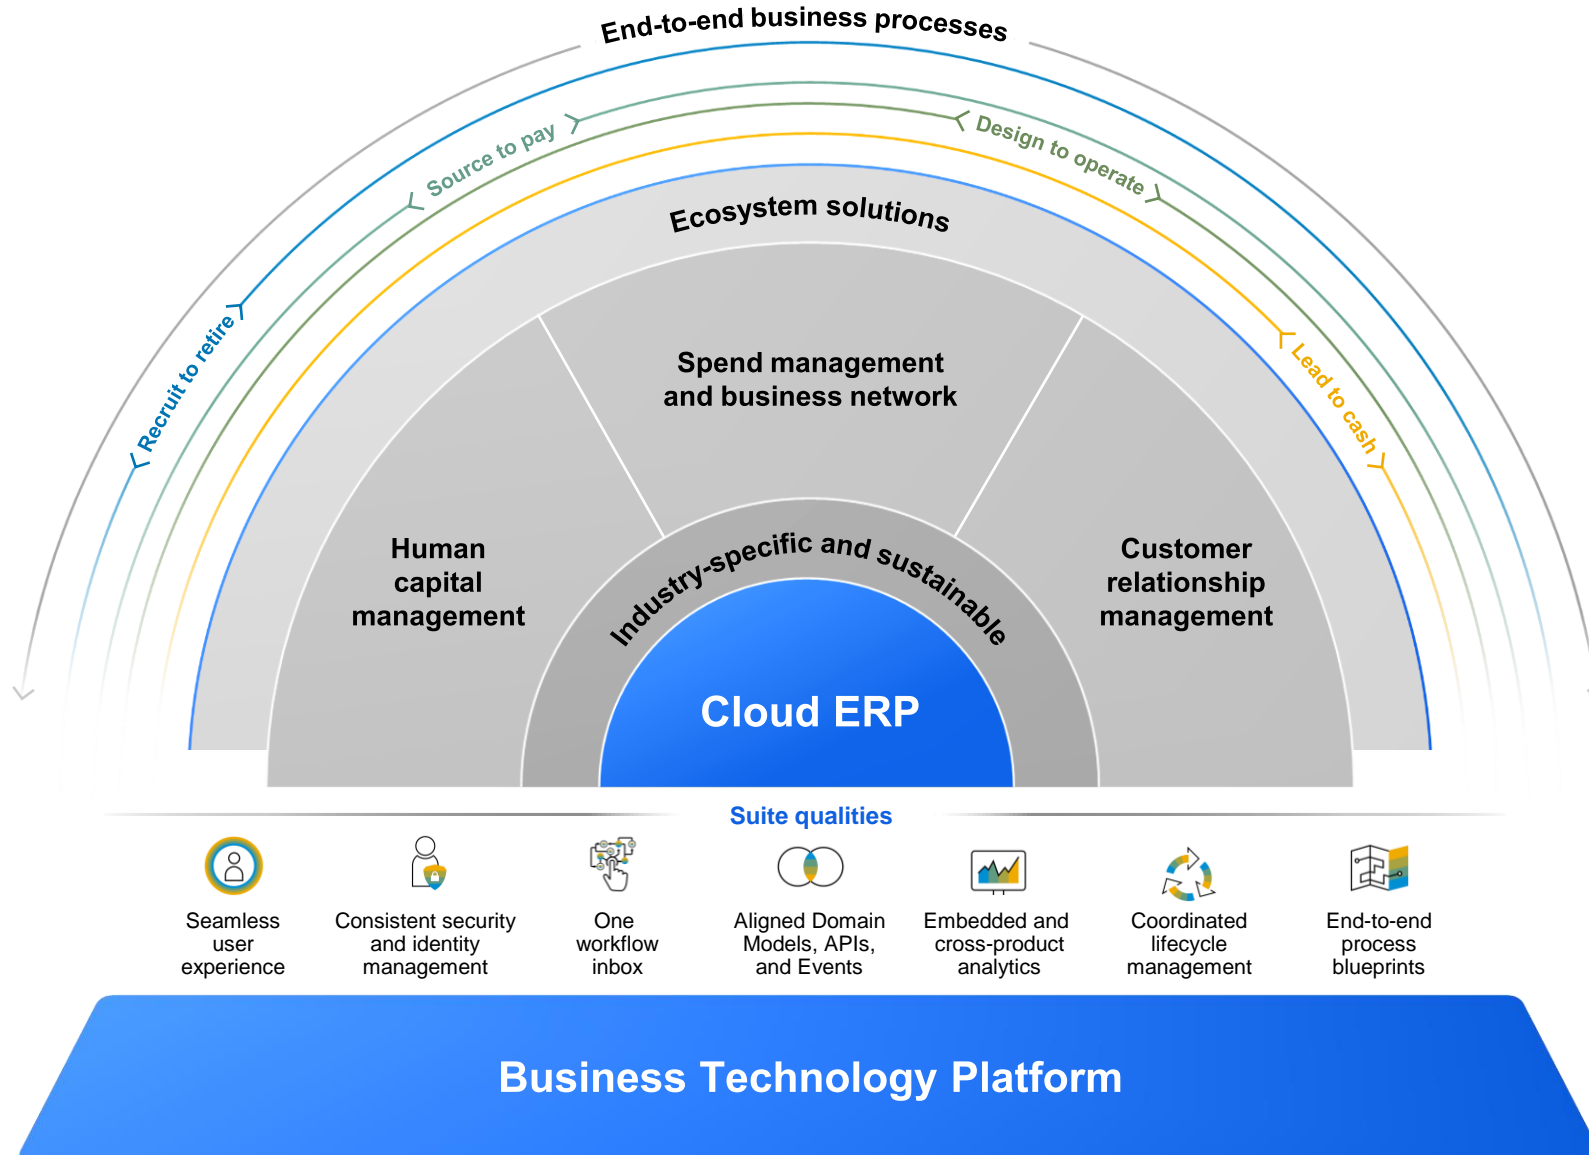 End-to-end business processes
Source to pay
Design to operate
Recruit to retire
Lead to cash
Ecosystem solutions
Spend management
and business network
Human
capital
management
Customer
relationship
management
Industry-specific and sustainable
Cloud ERP
Suite qualities
Seamless
user
experience
Consistent security
and identity
management
One
workflow
inbox
Aligned Domain
Models, APIs,
and Events
Embedded and
cross-product
analytics
Coordinated
lifecycle
management
End-to-end
process
blueprints
Business Technology Platform